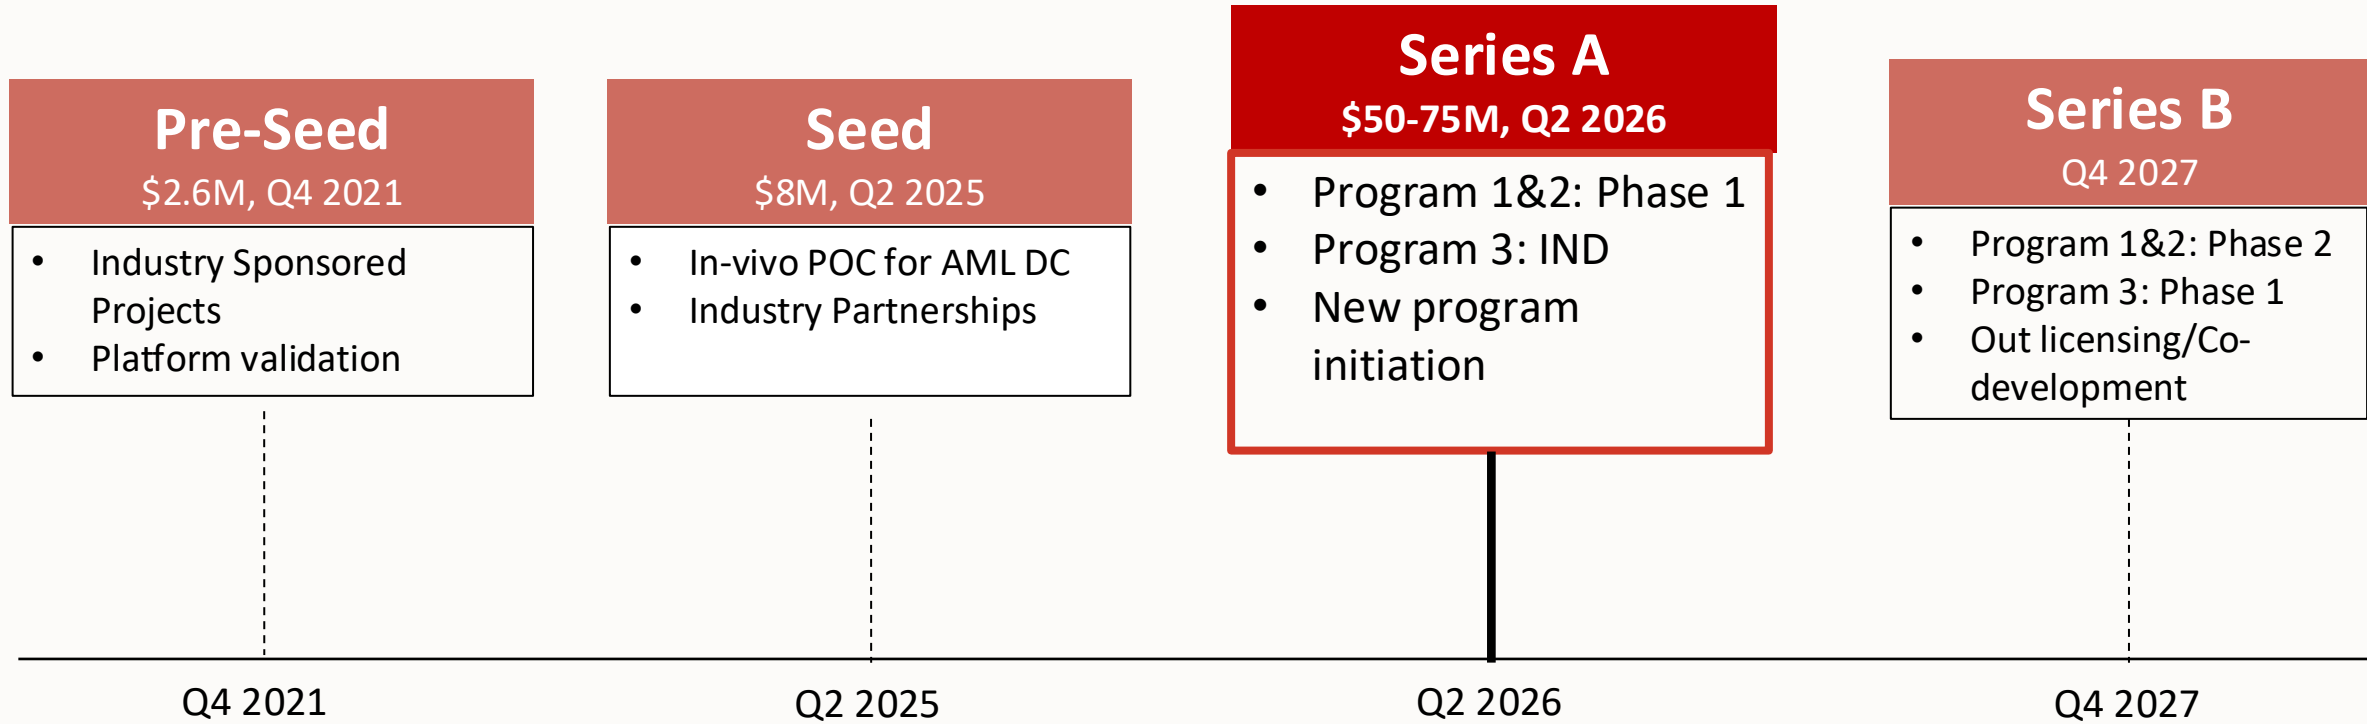 Pre-Seed
$2.6M, Q4 2021
• Industry Sponsored
Projects
• Platform validation
Seed
$8M, Q2 2025
• In-vivo POC for AML DC
• Industry Partnerships
Series A
$50-75M, Q2 2026
• Program 1&2: Phase 1
• Program 3: IND
• New program
initiation
Series B
Q4 2027
• Program 1&2: Phase 2
• Program 3: Phase 1
• Out licensing/Co-
development
Q4 2021
Q2 2025
Q2 2026
Q4 2027